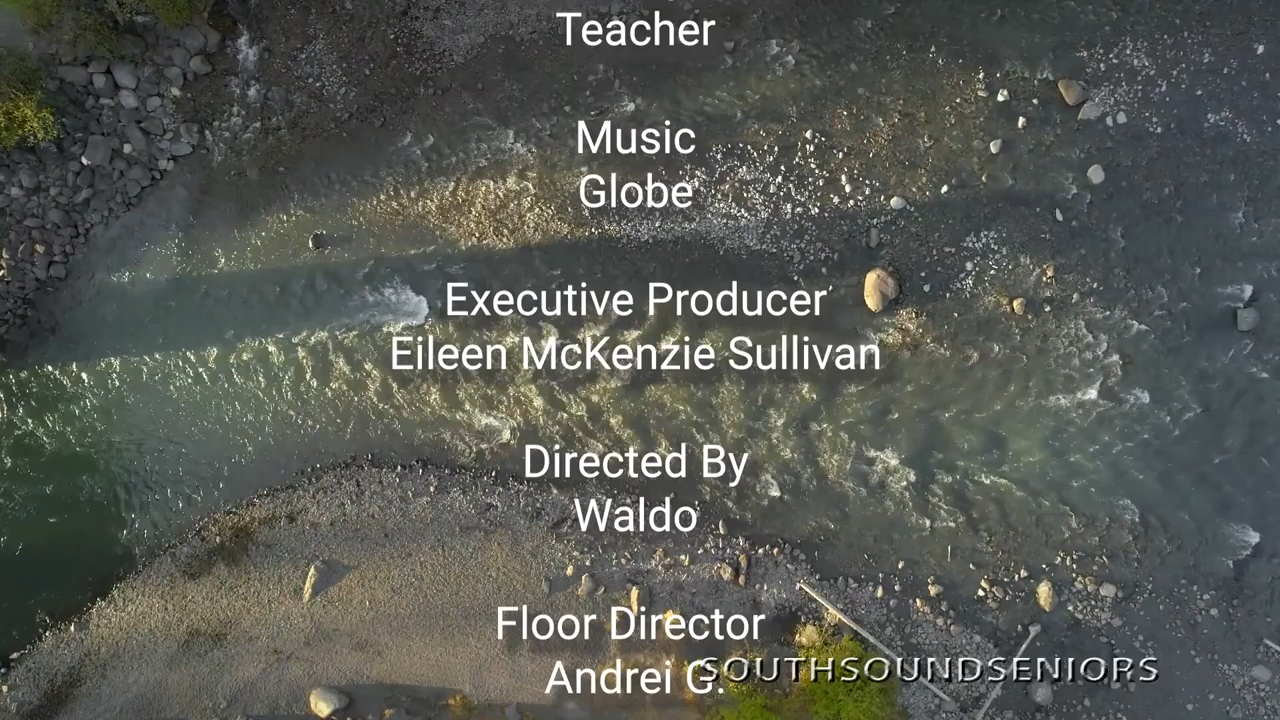 Teacher
Music
Globe
Executive Producer
Eileen McKenzie Sullivan
Directed By
Waldo
Floor Director
Andrei G.
SOUTHSOUNDSENIORS